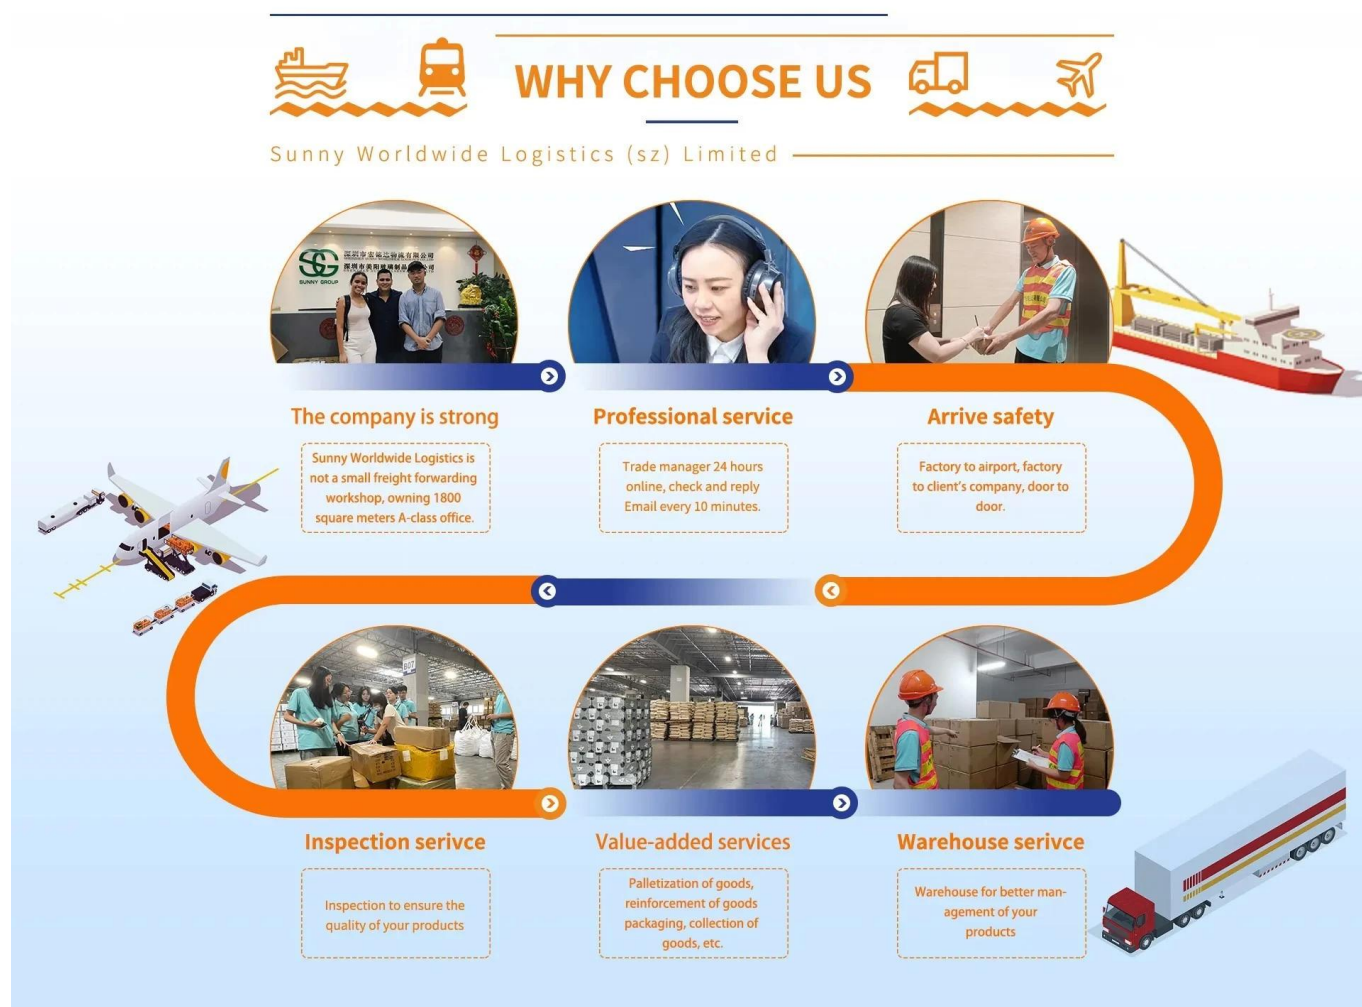 WHY CHOOSE US
Sunny Worldwide Logistics (sz) Limited
SG
SUNNY GROUP
The company is strong
Sunny Worldwide Logistics is
not a small freight forwarding
workshop, owning 1800
square meters A-class office.
Professional service
Trade manager 24 hours
online, check and reply
Email every 10 minutes.
Arrive safety
Factory to airport, factory
to client's company, door to
door.
B07
Inspection serivce
Inspection to ensure the
quality of your products
Value-added services
Palletization of goods,
reinforcement of goods
packaging, collection of
goods, etc.
Warehouse serivce
Warehouse for better man-
agement of your
products